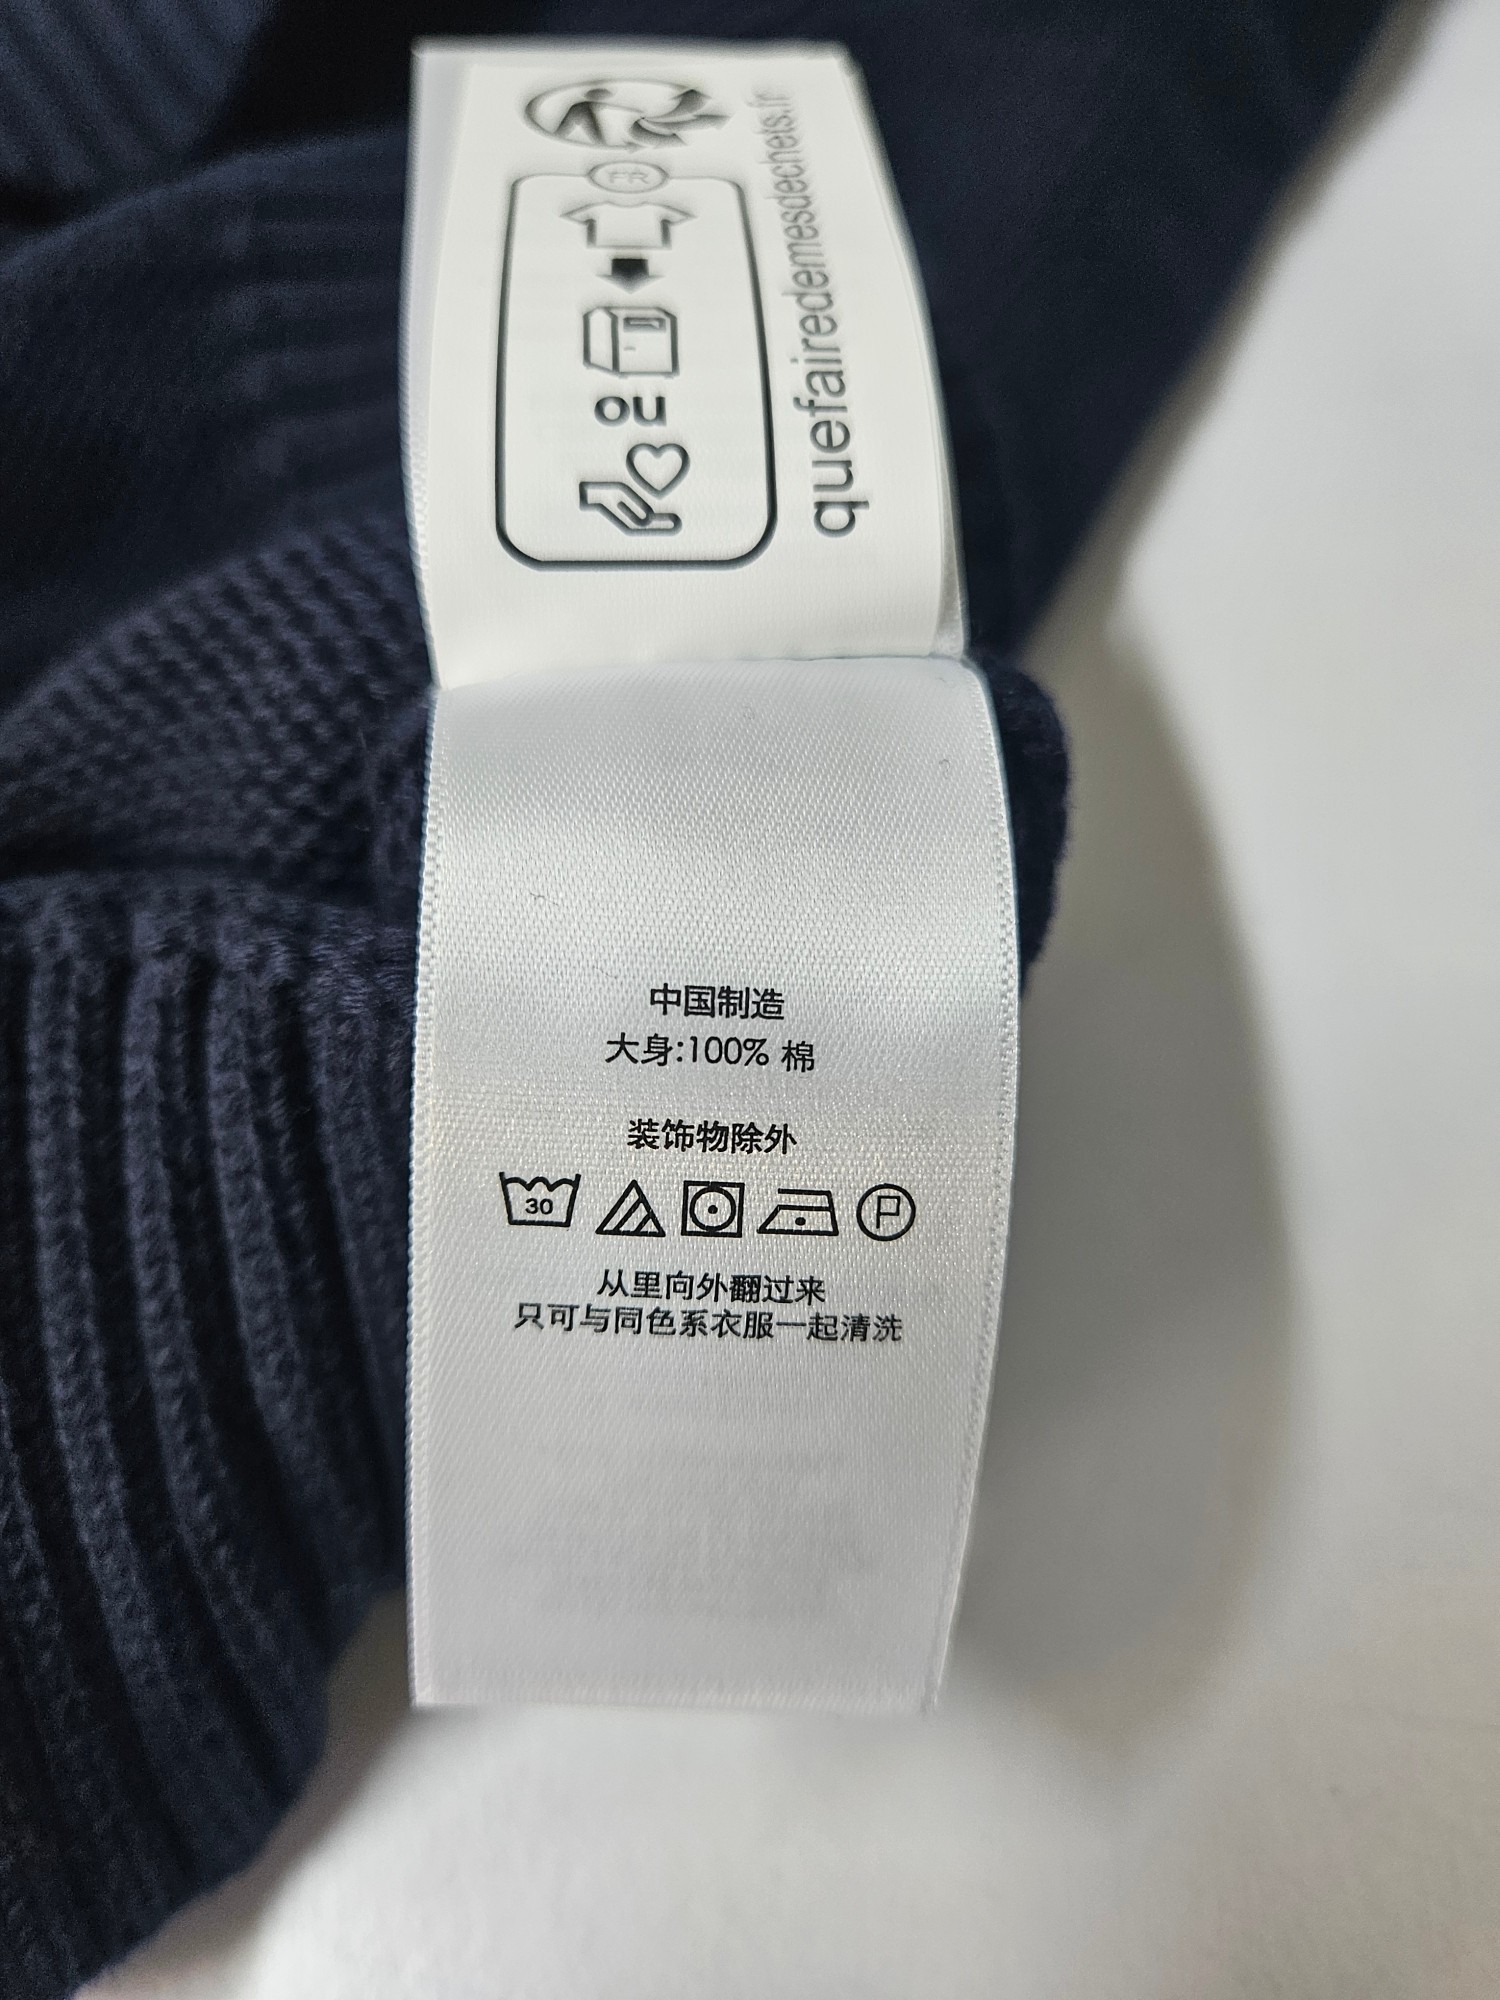 FR
OU
quefairedemesdechets.fr
中国制造
大身:100% 棉
装饰物除外
30
P
从里向外翻过来
只可与同色系衣服一起清洗